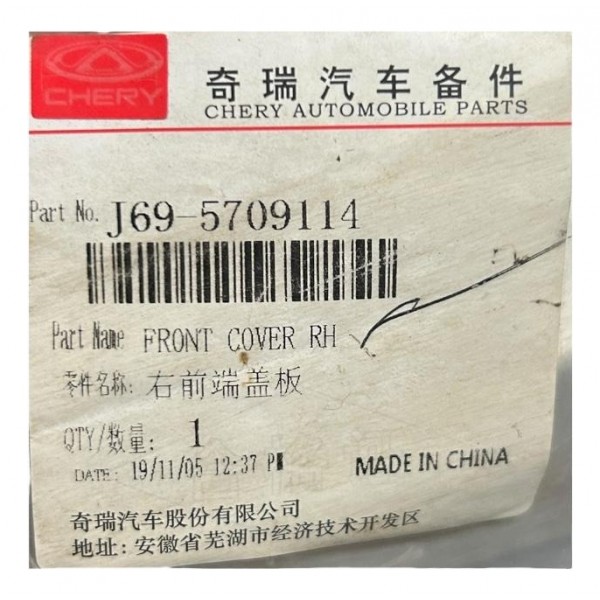 CHERY
奇瑞汽车备件
CHERY AUTOMOBILE PARTS
Part No. J69-5709114
Part Name FRONT COVER RH
零件名称: 右前端盖板
QTY/数量: 1
DATE: 19/11/05 12:37 PM
MADE IN CHINA
奇瑞汽车股份有限公司
地址: 安徽省芜湖市经济技术开发区